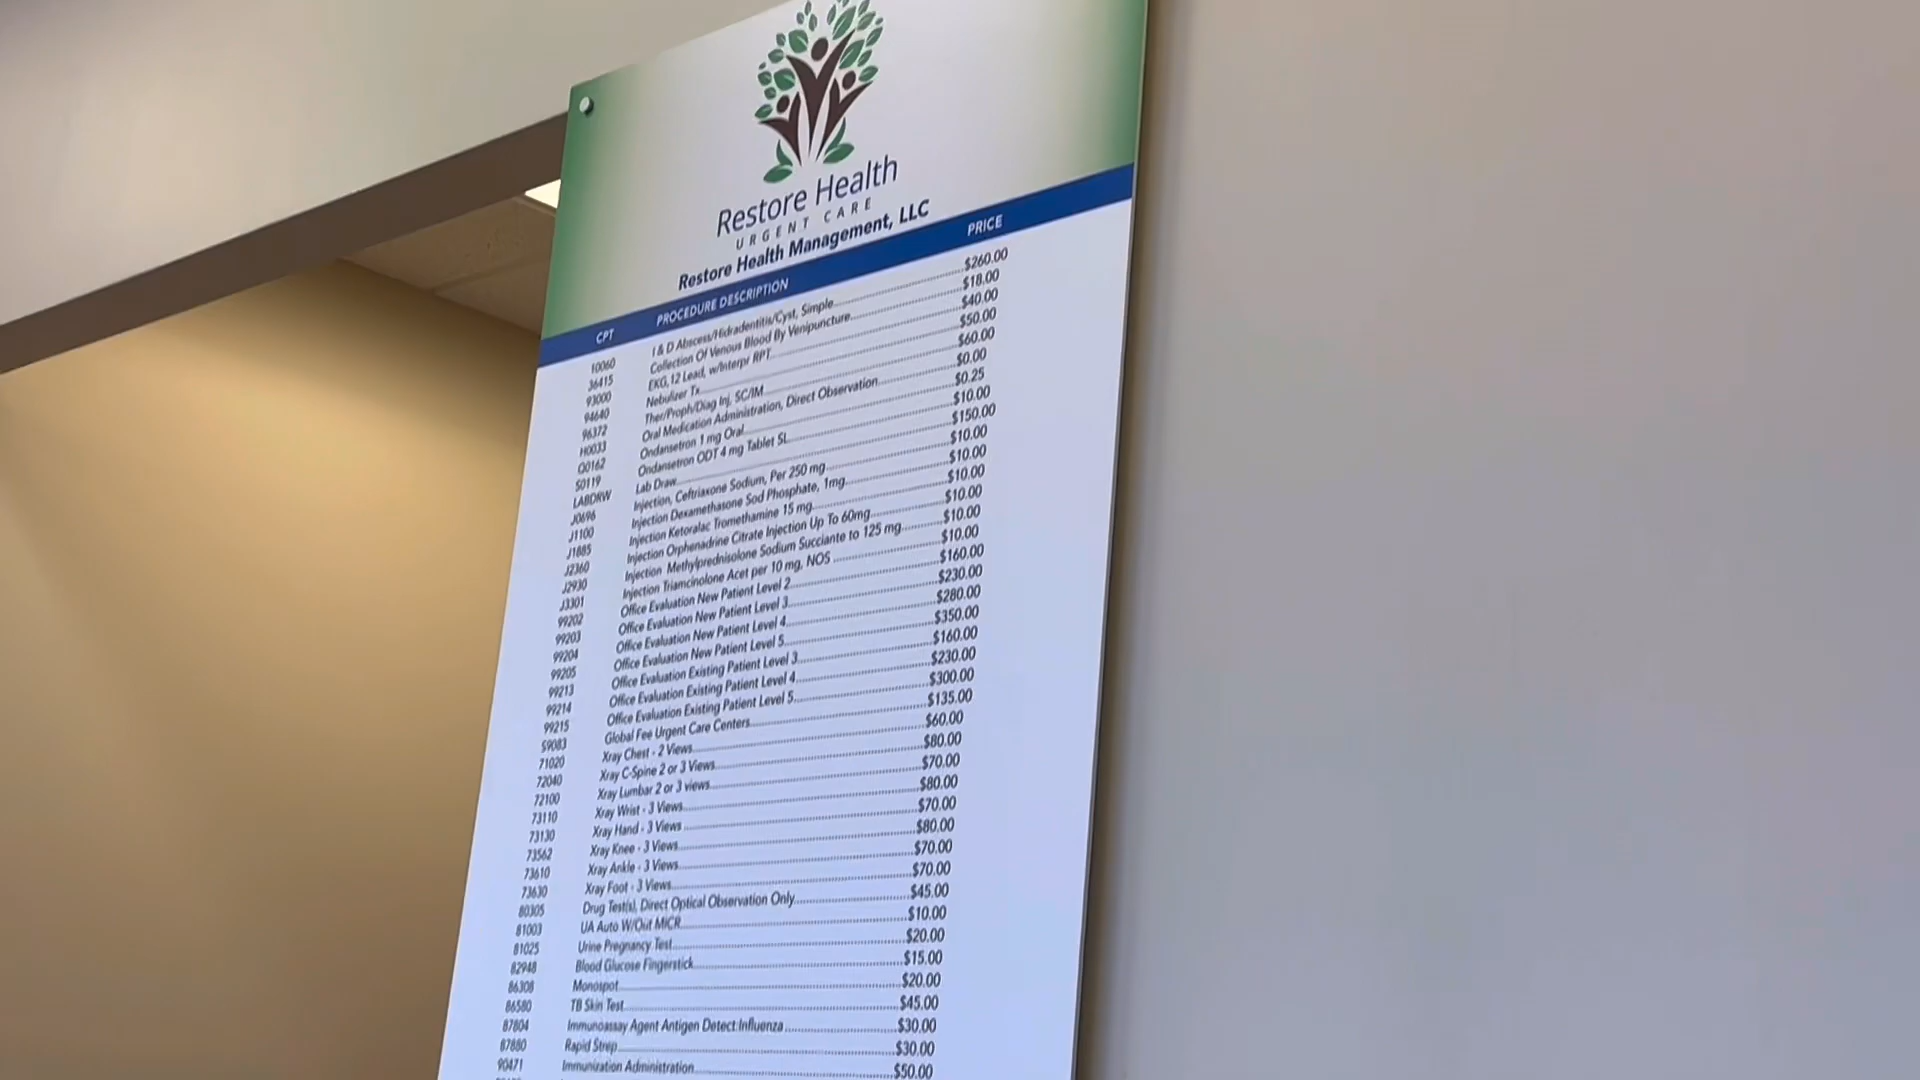 Restore Health
URGENT CARE
Restore Health Management, LLC
CPT PROCEDURE DESCRIPTION PRICE
10060 I & D Abscess/Hidradentitis/Cyst, Simple $260.00
36415 Collection Of Venous Blood By Venipuncture $18.00
93000 EKG, 12 Lead, w/Interpr RPT $40.00
94640 Nebulizer Tx $50.00
96372 Ther/Proph/Diag Inj, SC/IM $60.00
H0033 Oral Medication Administration, Direct Observation $0.00
Q0162 Ondansetron 1 mg Oral $0.25
S0119 Ondansetron ODT 4 mg Tablet SL $10.00
LABDRW Lab Draw $150.00
J0696 Injection, Ceftriaxone Sodium, Per 250 mg $10.00
J1100 Injection Dexamethasone Sod Phosphate, 1mg $10.00
J1885 Injection Ketoralac Tromethamine 15 mg $10.00
J2360 Injection Orphenadrine Citrate Injection Up To 60mg $10.00
J2930 Injection Methylprednisolone Sodium Succiante to 125 mg $10.00
J3301 Injection Triamcinolone Acet per 10 mg, NOS $10.00
99202 Office Evaluation New Patient Level 2 $160.00
99203 Office Evaluation New Patient Level 3 $230.00
99204 Office Evaluation New Patient Level 4 $280.00
99205 Office Evaluation New Patient Level 5 $350.00
99213 Office Evaluation Existing Patient Level 3 $160.00
99214 Office Evaluation Existing Patient Level 4 $230.00
99215 Office Evaluation Existing Patient Level 5 $300.00
S9083 Global Fee Urgent Care Centers $135.00
71020 Xray Chest - 2 Views $60.00
72040 Xray C-Spine 2 or 3 Views $80.00
72100 Xray Lumbar 2 or 3 views $70.00
73110 Xray Wrist - 3 Views $80.00
73130 Xray Hand - 3 Views $70.00
73562 Xray Knee - 3 Views $80.00
73610 Xray Ankle - 3 Views $70.00
73630 Xray Foot - 3 Views $70.00
80305 Drug Test(s), Direct Optical Observation Only $45.00
81003 UA Auto W/Out MICR $10.00
81025 Urine Pregnancy Test $20.00
82948 Blood Glucose Fingerstick $15.00
86308 Monospot $20.00
86580 TB Skin Test $45.00
87804 Immunoassay Agent Antigen Detect Influenza $30.00
87880 Rapid Strep $30.00
90471 Immunization Administration $50.00